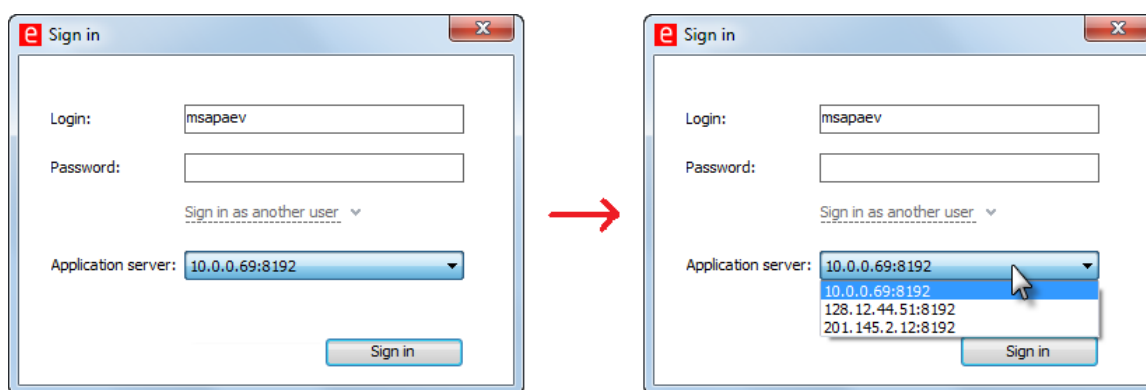 e Sign in
Login: msapaev
Password:
Sign in as another user
Application server: 10.0.0.69:8192
Sign in
e Sign in
Login: msapaev
Password:
Sign in as another user
Application server: 10.0.0.69:8192
10.0.0.69:8192
128.12.44.51:8192
201.145.2.12:8192
Sign in